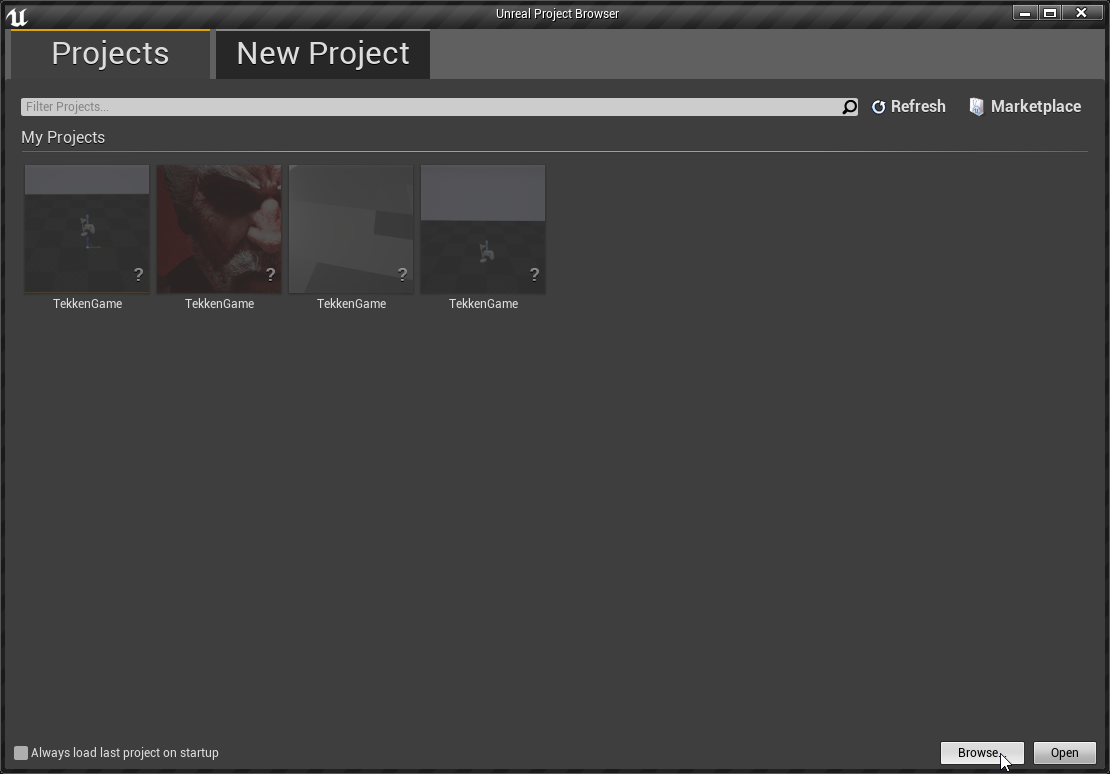 Unreal Project Browser
Projects
New Project
Filter Projects...
Refresh
Marketplace
My Projects
? ? ? ?
TekkenGame TekkenGame TekkenGame TekkenGame
Always load last project on startup
Browse...
Open